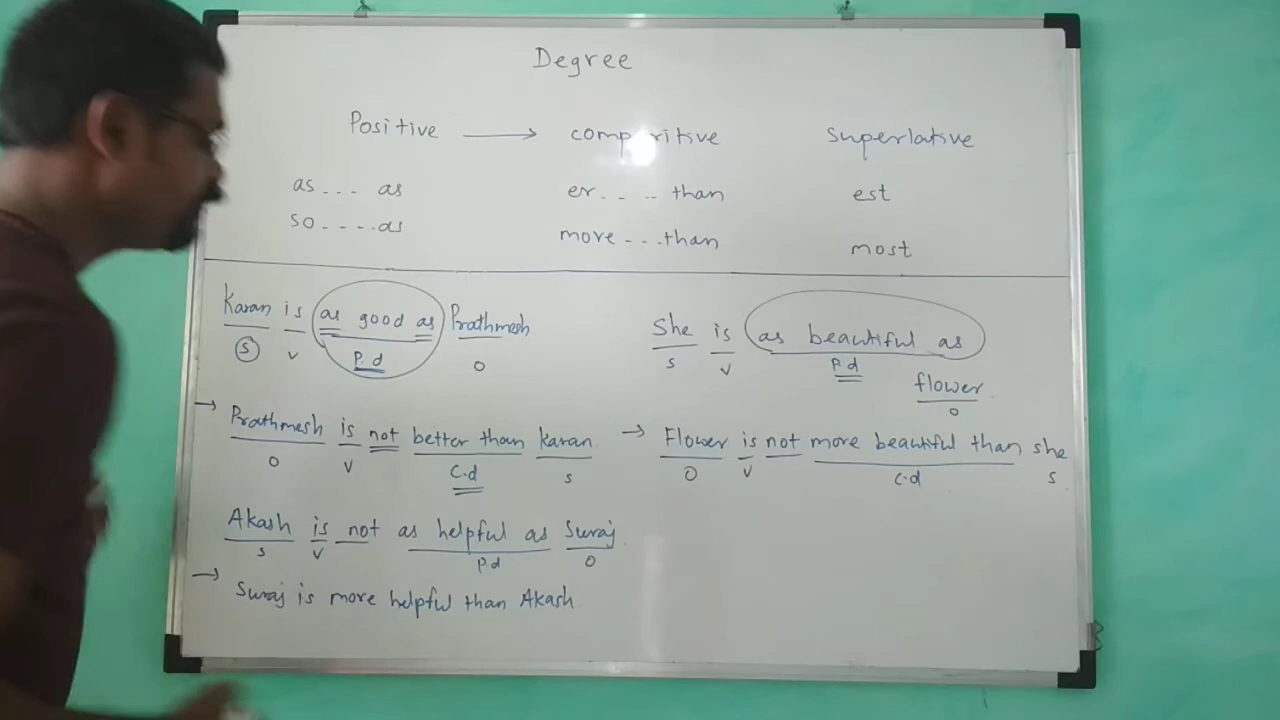 Degree
Positive → comparitive superlative
as... as er.... than est
so.....as more...than most
Karan is as good as Prathmesh
S V P.d O
She is as beautiful as
S V P.d
flower
O
→ Prathmesh is not better than Karan
O V C.d S
→ Flower is not more beautiful than she
O V C.d S
Akash is not as helpful as Suraj
S V P.d O
→ Suraj is more helpful than Akash